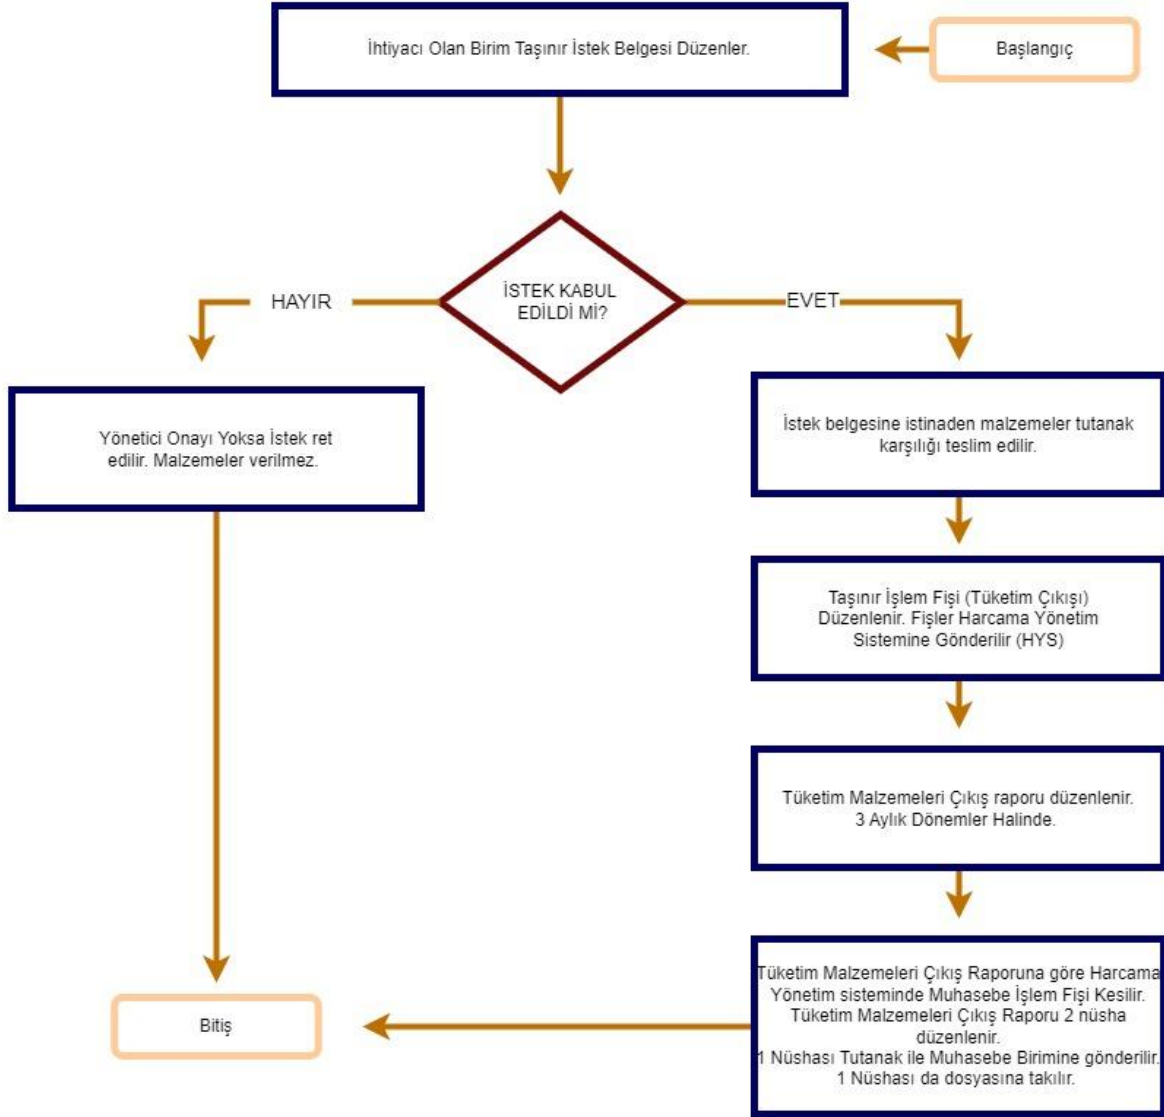 İhtiyacı Olan Birim Taşınır İstek Belgesi Düzenler.
Başlangıç
İSTEK KABUL
EDİLDİ Mİ?
HAYIR
EVET
Yönetici Onayı Yoksa İstek ret
edilir. Malzemeler verilmez.
İstek belgesine istinaden malzemeler tutanak
karşılığı teslim edilir.
Taşınır İşlem Fişi (Tüketim Çıkışı)
Düzenlenir. Fişler Harcama Yönetim
Sistemine Gönderilir (HYS)
Tüketim Malzemeleri Çıkış raporu düzenlenir.
3 Aylık Dönemler Halinde.
Tüketim Malzemeleri Çıkış Raporuna göre Harcama
Yönetim sisteminde Muhasebe İşlem Fişi Kesilir.
Tüketim Malzemeleri Çıkış Raporu 2 nüsha
düzenlenir.
1 Nüshası Tutanak ile Muhasebe Birimine gönderilir.
1 Nüshası da dosyasına takılır.
Bitiş